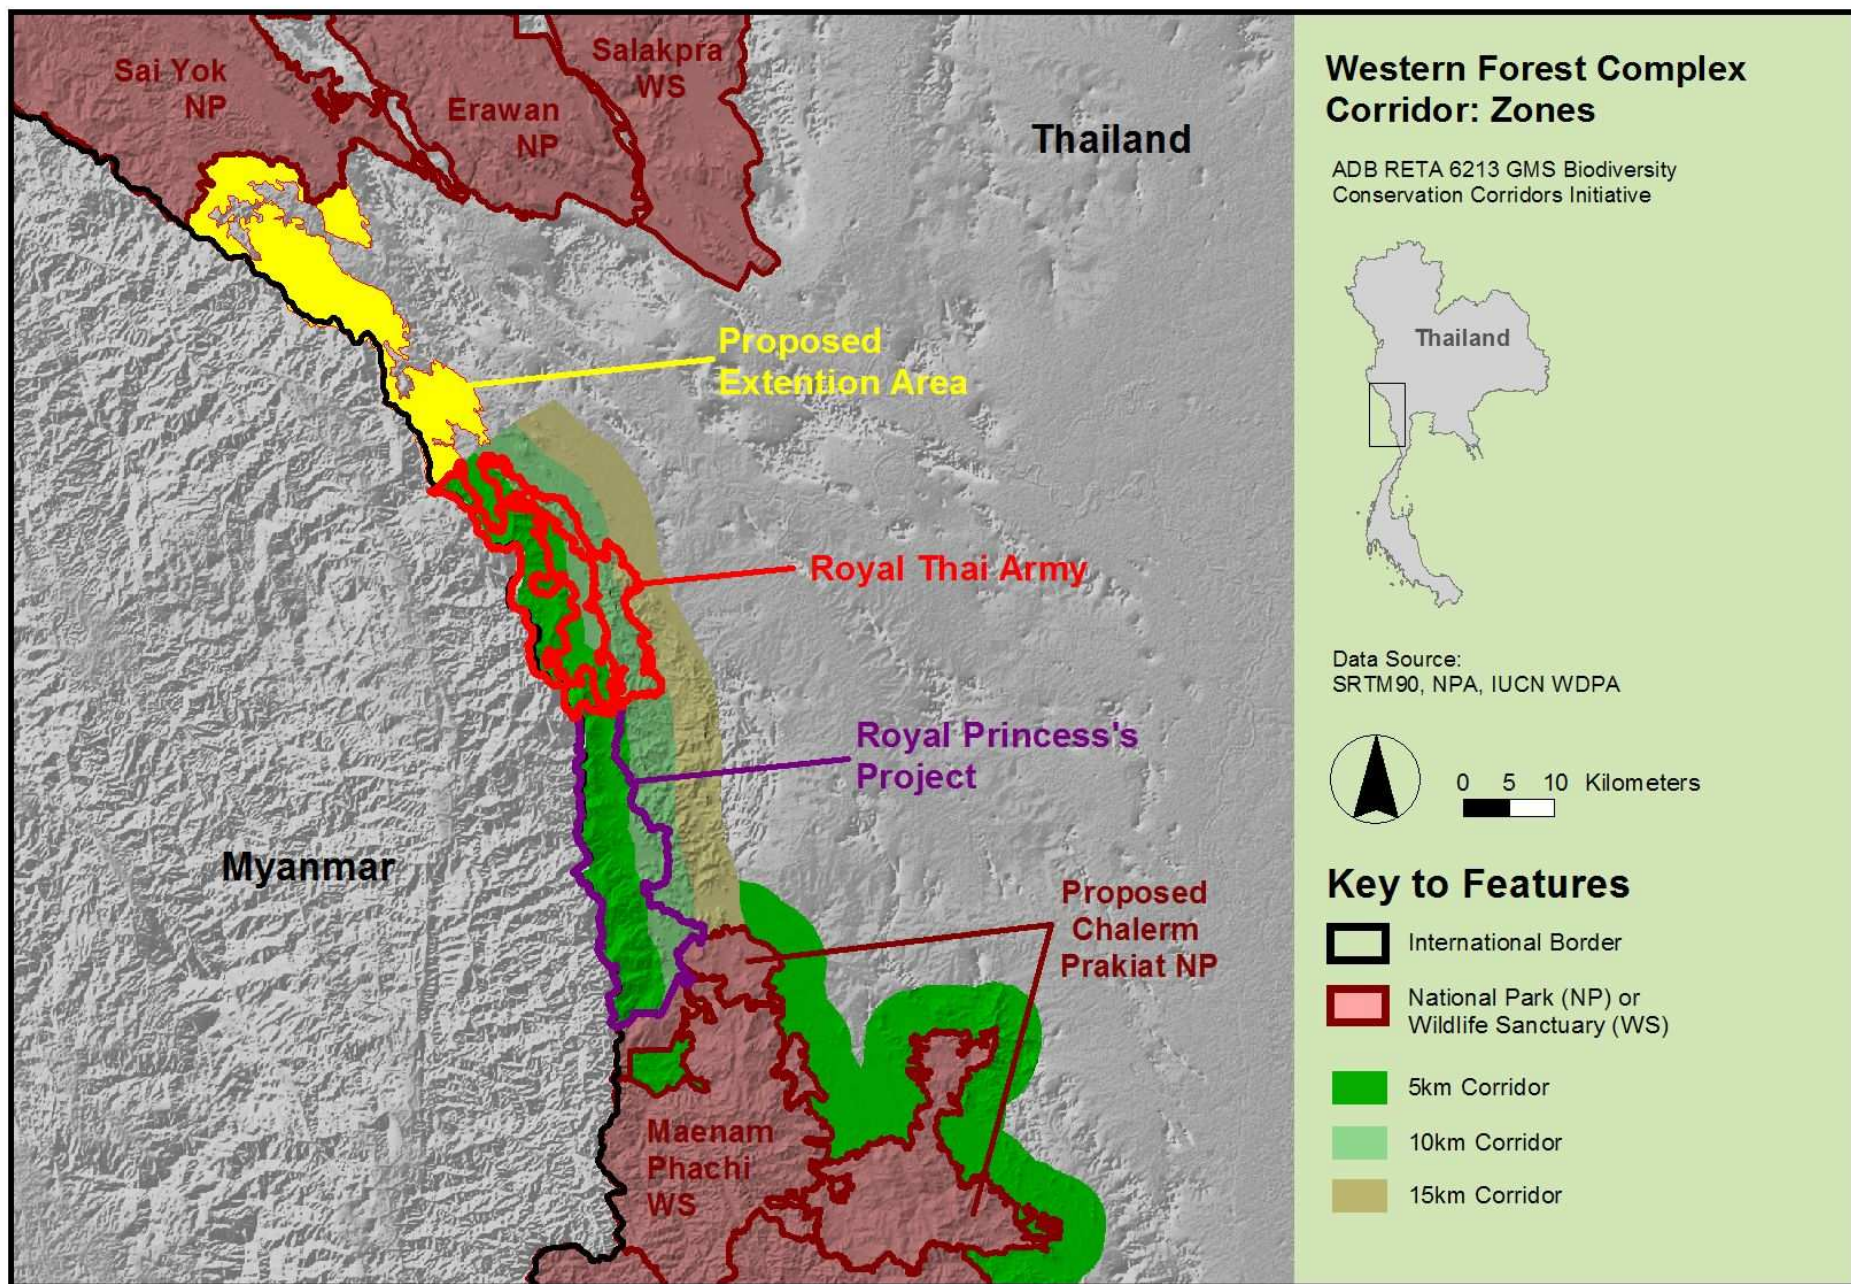 Sai Yok
NP
Erawan
NP
Salakpra
WS
Thailand
Proposed
Extention Area
Royal Thai Army
Royal Princess's
Project
Myanmar
Proposed
Chalerm
Prakiat NP
Maenam
Phachi
WS
Western Forest Complex
Corridor: Zones
ADB RETA 6213 GMS Biodiversity
Conservation Corridors Initiative
Thailand
Data Source:
SRTM90, NPA, IUCN WDPA
0 5 10 Kilometers
Key to Features
International Border
National Park (NP) or
Wildlife Sanctuary (WS)
5km Corridor
10km Corridor
15km Corridor